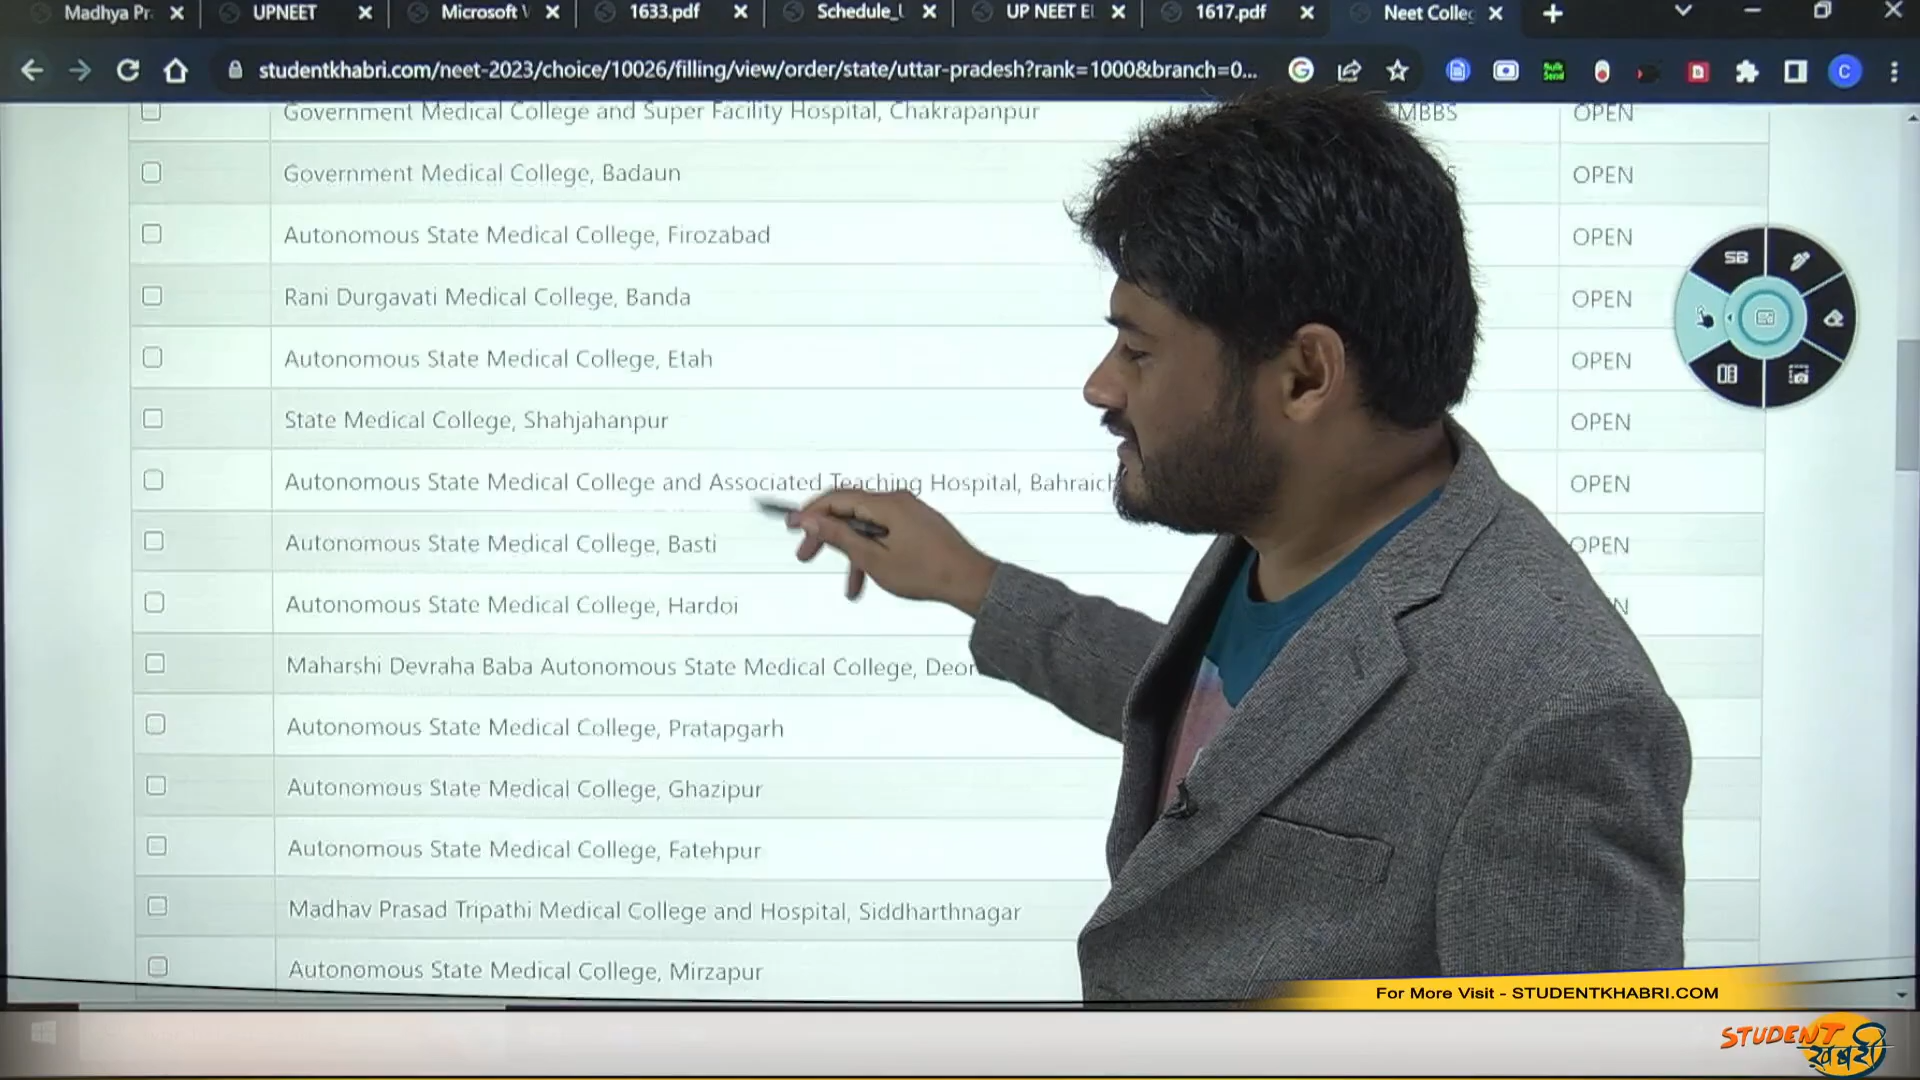 Madhya Pr
UPNEET
Microsoft
1633.pdf
Schedule_
UP NEET
1617.pdf
Neet Colleg
studentkhabri.com/neet-2023/choice/10026/filling/view/order/state/uttar-pradesh?rank=1000&branch=0...
C
Government Medical College and Super Facility Hospital, Chakrapanpur
MBBS
OPEN
Government Medical College, Badaun
OPEN
Autonomous State Medical College, Firozabad
OPEN
SB
Rani Durgavati Medical College, Banda
OPEN
Autonomous State Medical College, Etah
OPEN
State Medical College, Shahjahanpur
OPEN
Autonomous State Medical College and Associated Teaching Hospital, Bahraich
OPEN
Autonomous State Medical College, Basti
OPEN
Autonomous State Medical College, Hardoi
N
Maharshi Devraha Baba Autonomous State Medical College, Deor
Autonomous State Medical College, Pratapgarh
Autonomous State Medical College, Ghazipur
Autonomous State Medical College, Fatehpur
Madhav Prasad Tripathi Medical College and Hospital, Siddharthnagar
Autonomous State Medical College, Mirzapur
For More Visit - STUDENTKHABRI.COM
STUDENT
खबरी